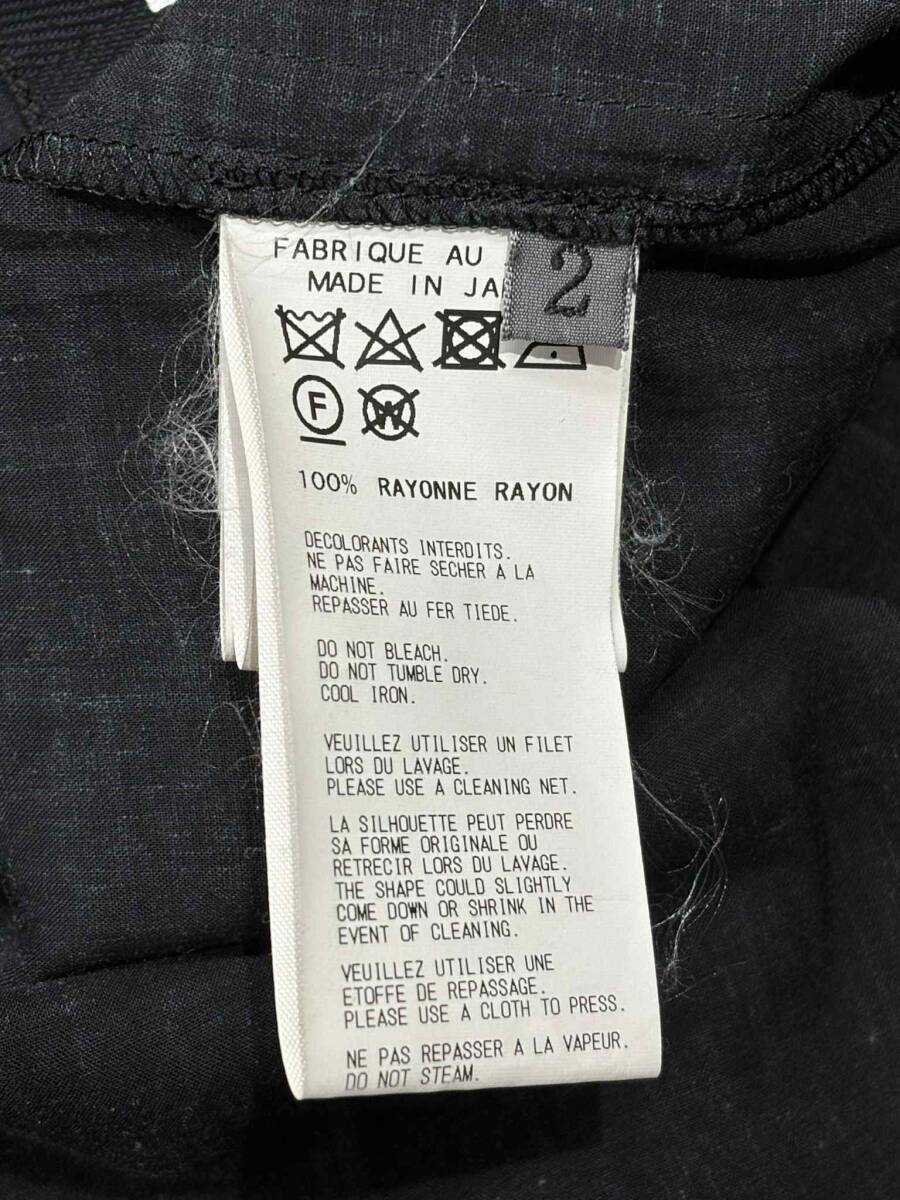 FABRIQUE AU
MADE IN JA
2
F
W
100% RAYONNE RAYON
DECOLORANTS INTERDITS.
NE PAS FAIRE SECHER A LA
MACHINE.
REPASSER AU FER TIEDE.
DO NOT BLEACH.
DO NOT TUMBLE DRY.
COOL IRON.
VEUILLEZ UTILISER UN FILET
LORS DU LAVAGE.
PLEASE USE A CLEANING NET.
LA SILHOUETTE PEUT PERDRE
SA FORME ORIGINALE OU
RETRECIR LORS DU LAVAGE.
THE SHAPE COULD SLIGHTLY
COME DOWN OR SHRINK IN THE
EVENT OF CLEANING.
VEUILLEZ UTILISER UNE
ETOFFE DE REPASSAGE.
PLEASE USE A CLOTH TO PRESS.
NE PAS REPASSER A LA VAPEUR.
DO NOT STEAM.